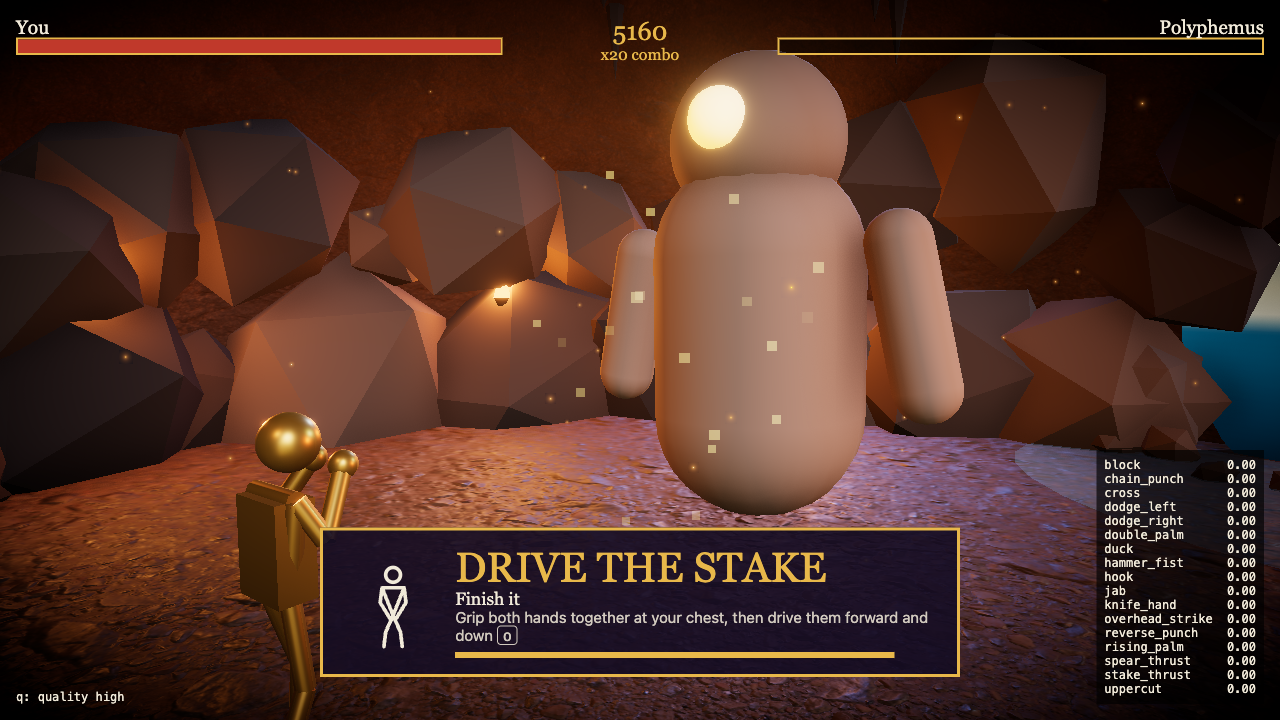 You
5160
x20 combo
Polyphemus
DRIVE THE STAKE
Finish it
Grip both hands together at your chest, then drive them forward and
down o
block 0.00
chain_punch 0.00
cross 0.00
dodge_left 0.00
dodge_right 0.00
double_palm 0.00
duck 0.00
hammer_fist 0.00
hook 0.00
jab 0.00
knife_hand 0.00
overhead_strike 0.00
reverse_punch 0.00
rising_palm 0.00
spear_thrust 0.00
stake_thrust 0.00
uppercut 0.00
q: quality high